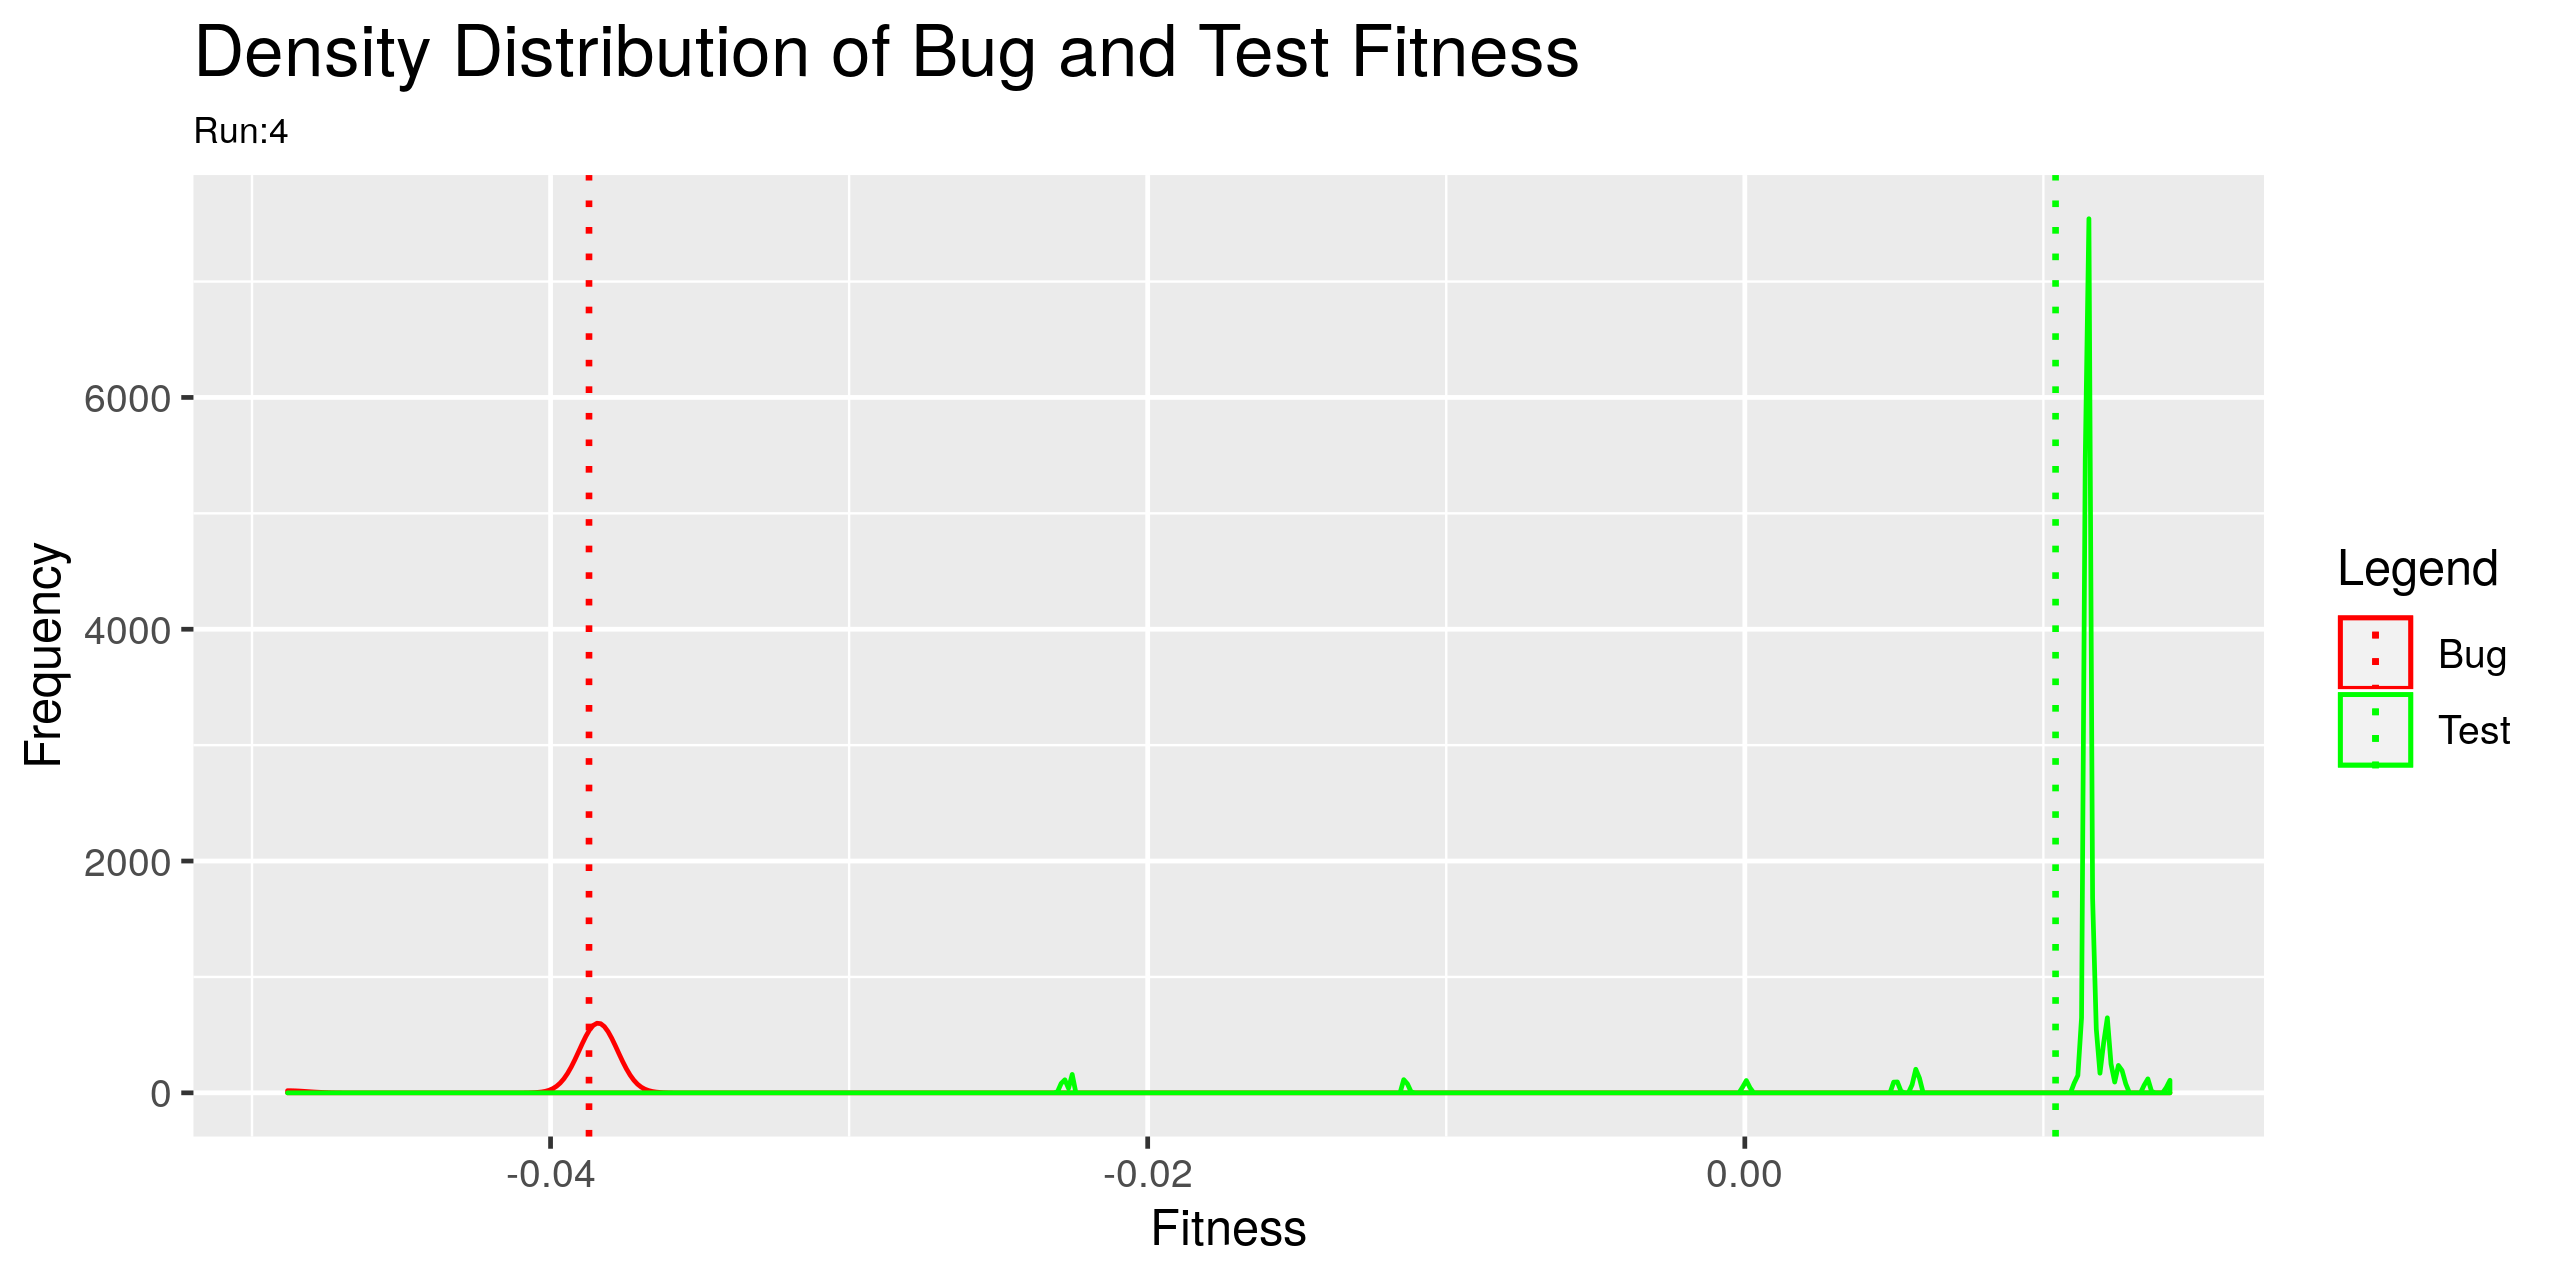 Density Distribution of Bug and Test Fitness
Run:4
Frequency
6000
4000
2000
0
-0.04
-0.02
0.00
Fitness
Legend
Bug
Test